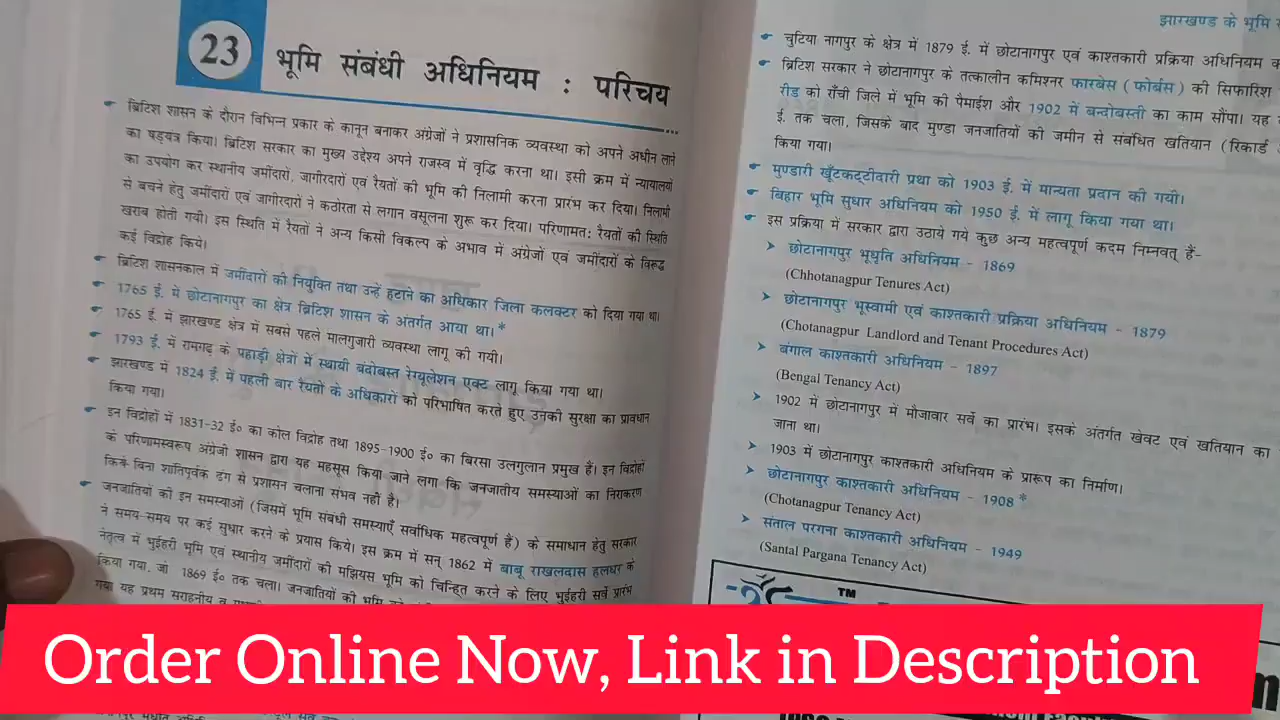 23
भूमि संबंधी अधिनियम : परिचय
ब्रिटिश शासन के दौरान विभिन्न प्रकार के कानून बनाकर अंग्रेजों ने प्रशासनिक व्यवस्था को अपने अधीन लाने
का षड्यंत्र किया। ब्रिटिश सरकार का मुख्य उद्देश्य अपने राजस्व में वृद्धि करना था। इसी क्रम में न्यायालयों
का उपयोग कर स्थानीय जमींदारों, जागीरदारों एवं रैयतों की भूमि की निलामी करना प्रारंभ कर दिया। निलामी
से बचने हेतु जमींदारों एवं जागीरदारों ने कठोरता से लगान वसूलना शुरू कर दिया। परिणामतः रैयतों की स्थिति
खराब होती गयी। इस स्थिति में रैयतों ने अन्य किसी विकल्प के अभाव में अंग्रेजों एवं जमींदारों के विरूद्ध
कई विद्रोह किये।
ब्रिटिश शासनकाल में जमींदारों की नियुक्ति तथा उन्हें हटाने का अधिकार जिला कलक्टर को दिया गया था।
1765 ई. में छोटानागपुर का क्षेत्र ब्रिटिश शासन के अंतर्गत आया था।*
1765 ई. में झारखण्ड क्षेत्र में सबसे पहले मालगुजारी व्यवस्था लागू की गयी।
1793 ई. में रामगढ़ के पहाड़ी क्षेत्रों में स्थायी बंदोबस्त रेग्यूलेशन एक्ट लागू किया गया था।
झारखण्ड में 1824 ई. में पहली बार रैयतों के अधिकारों को परिभाषित करते हुए उनकी सुरक्षा का प्रावधान
किया गया।
इन विद्रोहों में 1831-32 ई० का कोल विद्रोह तथा 1895-1900 ई० का बिरसा उलगुलान प्रमुख हैं। इन विद्रोहों
के परिणामस्वरूप अंग्रेजी शासन द्वारा यह महसूस किया जाने लगा कि जनजातीय समस्याओं का निराकरण
किये बिना शांतिपूर्वक ढंग से प्रशासन चलाना संभव नहीं है।
जनजातियों की इन समस्याओं (जिसमें भूमि संबंधी समस्याएँ सर्वाधिक महत्वपूर्ण हैं) के समाधान हेतु सरकार
ने समय-समय पर कई सुधार करने के प्रयास किये। इस क्रम में सन् 1862 में बाबू राखलदास हलधर के
नेतृत्व में भुईहरी भूमि एवं स्थानीय जमींदारों की मझियस भूमि को चिन्हित करने के लिए भुईहरी सर्वे प्रारंभ
किया गया, जो 1869 ई० तक चला। जनजातियों की भूमि
गया यह प्रथम सराहनीय
झारखण्ड के भूमि
चुटिया नागपुर के क्षेत्र में 1879 ई. में छोटानागपुर एवं काश्तकारी प्रक्रिया अधिनियम
ब्रिटिश सरकार ने छोटानागपुर के तत्कालीन कमिश्नर फारबेस (फोर्बस) की सिफारिश
रीड को राँची जिले में भूमि की पैमाईश और 1902 में बन्दोबस्ती का काम सौंपा। यह
ई. तक चला, जिसके बाद मुण्डा जनजातियों की जमीन से संबंधित खतियान (रिकार्ड
किया गया।
मुण्डारी खूँटकट्टीवारी प्रथा को 1903 ई. में मान्यता प्रदान की गयी।
बिहार भूमि सुधार अधिनियम को 1950 ई. में लागू किया गया था।
इस प्रक्रिया में सरकार द्वारा उठाये गये कुछ अन्य महत्वपूर्ण कदम निम्नवत् हैं-
छोटानागपुर भूधृति अधिनियम - 1869
(Chhotanagpur Tenures Act)
छोटानागपुर भूस्वामी एवं काश्तकारी प्रक्रिया अधिनियम - 1879
(Chotanagpur Landlord and Tenant Procedures Act)
बंगाल काश्तकारी अधिनियम - 1897
(Bengal Tenancy Act)
1902 में छोटानागपुर में मौजावार सर्वे का प्रारंभ। इसके अंतर्गत खेवट एवं खतियान का
जाना था।
1903 में छोटानागपुर काश्तकारी अधिनियम के प्रारूप का निर्माण।
छोटानागपुर काश्तकारी अधिनियम - 1908*
(Chotanagpur Tenancy Act)
संताल परगना काश्तकारी अधिनियम - 1949
(Santal Pargana Tenancy Act)
TM
Order Online Now, Link in Description